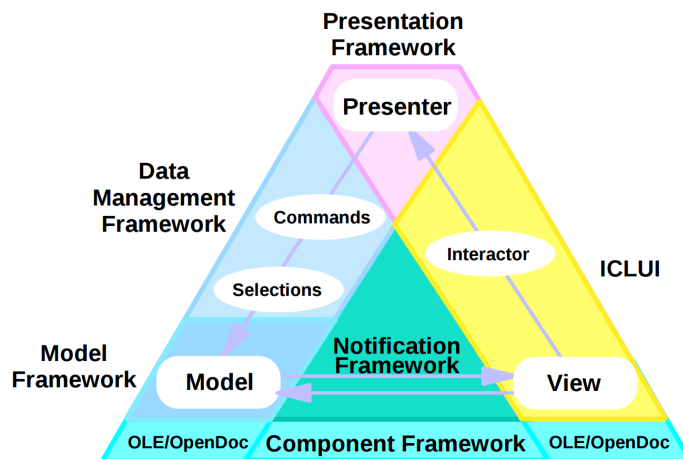 Presentation
Framework
Presenter
Data
Management
Framework
Commands
Interactor
ICLUI
Selections
Model
Framework
Notification
Framework
Model
View
OLE/OpenDoc
Component Framework
OLE/OpenDoc